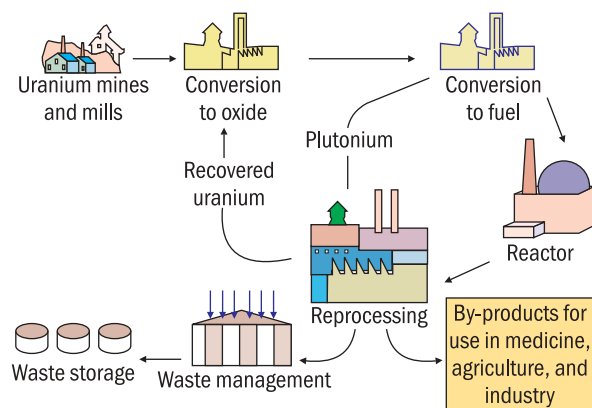 Uranium mines
and mills
Conversion
to oxide
Conversion
to fuel
Plutonium
Recovered
uranium
Reactor
Reprocessing
By-products for
use in medicine,
agriculture, and
industry
Waste storage
Waste management